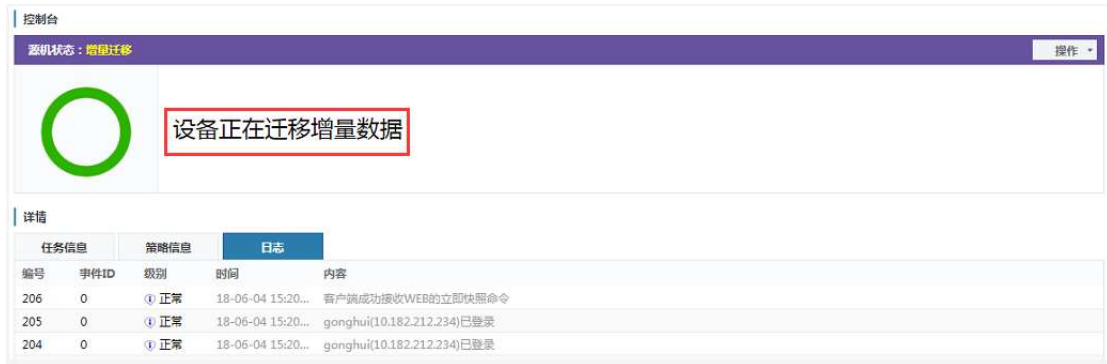 控制台
源机状态：增量迁移 操作
设备正在迁移增量数据
详情
任务信息 策略信息 日志
编号 事件ID 级别 时间 内容
206 0 正常 18-06-04 15:20... 客户端成功接收WEB的立即快照命令
205 0 正常 18-06-04 15:20... gonghui(10.182.212.234)已登录
204 0 正常 18-06-04 15:20... gonghui(10.182.212.234)已登录